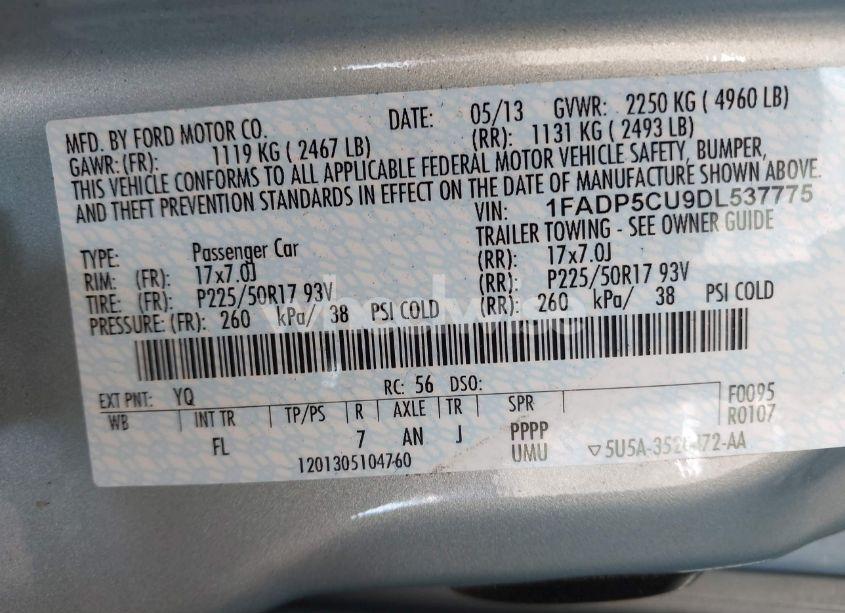 MFD. BY FORD MOTOR CO. DATE: 05/13 GVWR: 2250 KG ( 4960 LB)
GAWR: (FR): 1119 KG ( 2467 LB) (RR): 1131 KG ( 2493 LB)
THIS VEHICLE CONFORMS TO ALL APPLICABLE FEDERAL MOTOR VEHICLE SAFETY, BUMPER,
AND THEFT PREVENTION STANDARDS IN EFFECT ON THE DATE OF MANUFACTURE SHOWN ABOVE.
VIN: 1FADP5CU9DL537775
TYPE: Passenger Car TRAILER TOWING - SEE OWNER GUIDE
RIM: (FR): 17x7.0J (RR): 17x7.0J
TIRE: (FR): P225/50R17 93V (RR): P225/50R17 93V
PRESSURE: (FR): 260 kPa/ 38 PSI COLD (RR): 260 kPa/ 38 PSI COLD
EXT PNT: YQ RC: 56 DSO: F0095
WB INT TR TP/PS R AXLE TR SPR R0107
FL 7 AN J PPPP
1201305104760 UMU